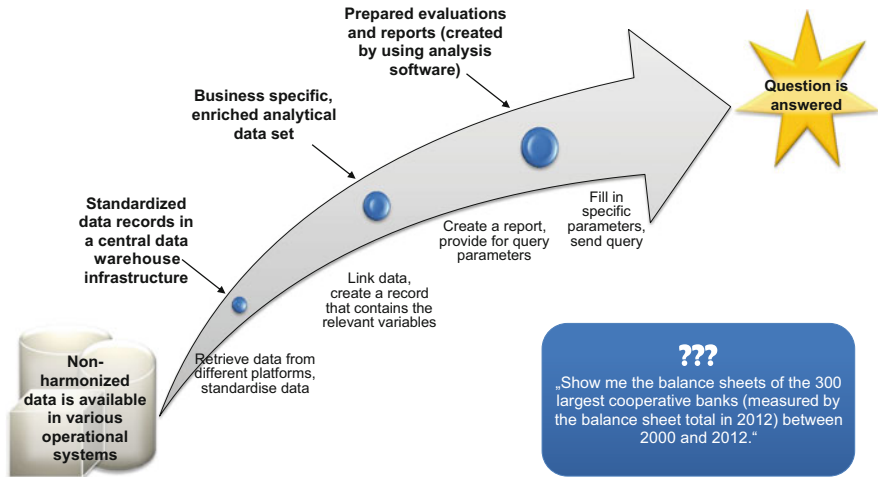 Prepared evaluations
and reports (created
by using analysis
software)
Question is
answered
Business specific,
enriched analytical
data set
Standardized
data records in
a central data
warehouse
infrastructure
Fill in
specific
parameters,
send query
Create a report,
provide for query
parameters
Link data,
create a record
that contains the
relevant variables
Retrieve data from
different platforms,
standardise data
Non-
harmonized
data is available
in various
operational
systems
???
„Show me the balance sheets of the 300
largest cooperative banks (measured by
the balance sheet total in 2012) between
2000 and 2012.“